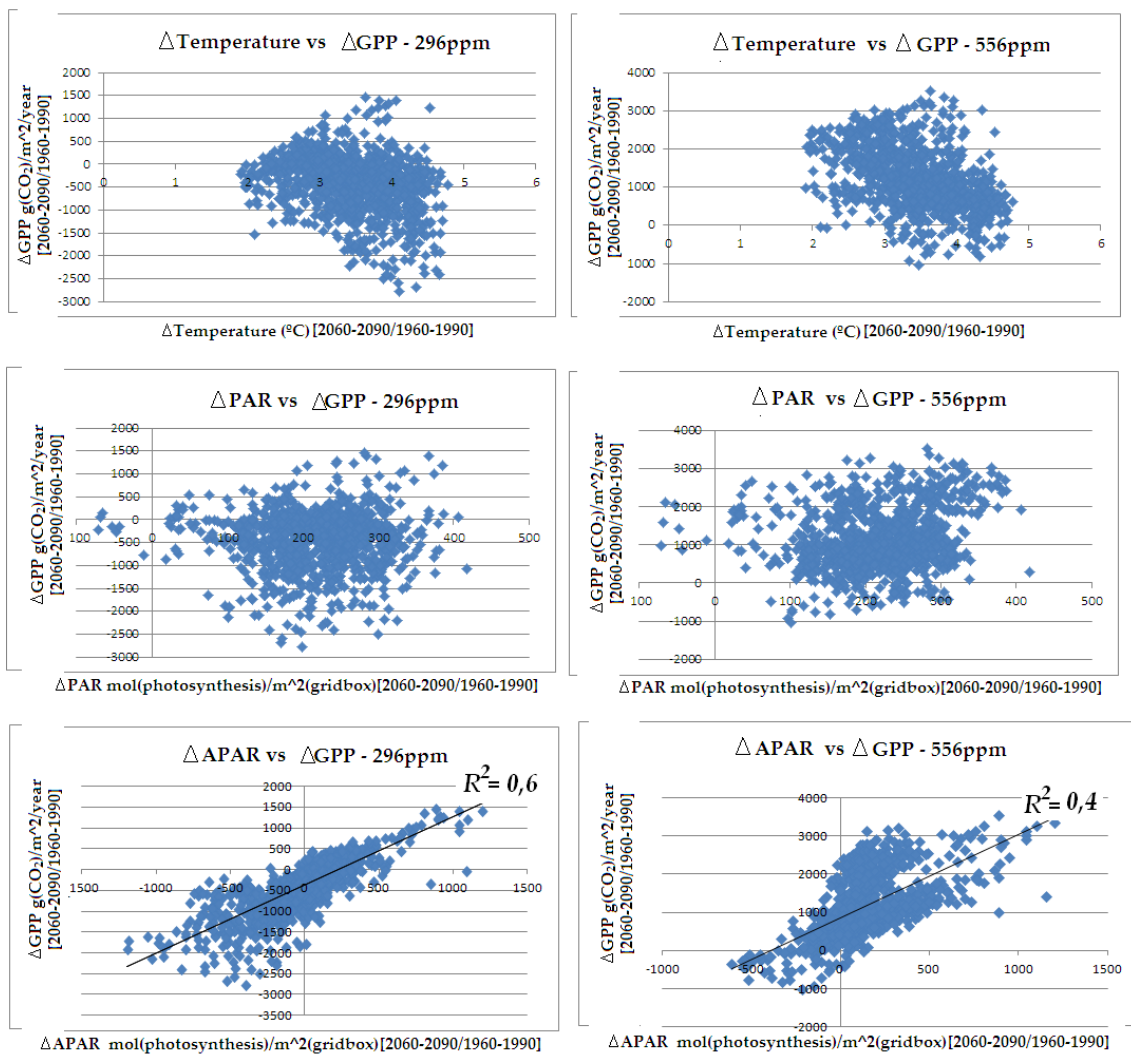 △Temperature vs △GPP - 296ppm
ΔGPP g(CO₂)/m^2/year
[2060-2090/1960-1990]
2000
1500
1000
500
0
-500
-1000
-1500
-2000
-2500
-3000
0 1 2 3 4 5 6
△Temperature (ºC) [2060-2090/1960-1990]
△Temperature vs △ GPP - 556ppm
ΔGPP g(CO₂)/m^2/year
[2060-2090/1960-1990]
4000
3000
2000
1000
0
-1000
-2000
0 1 2 3 4 5 6
△Temperature (ºC) [2060-2090/1960-1990]
△ PAR vs △GPP - 296ppm
ΔGPP g(CO₂)/m^2/year
[2060-2090/1960-1990]
2000
1500
1000
500
0
-500
-1000
-1500
-2000
-2500
-3000
100 0 100 200 300 400 500
△PAR mol(photosynthesis)/m^2(gridbox)[2060-2090/1960-1990]
△ PAR vs △ GPP - 556ppm
ΔGPP g(CO₂)/m^2/year
[2060-2090/1960-1990]
4000
3000
2000
1000
0
-1000
-2000
100 0 100 200 300 400 500
△PAR mol(photosynthesis)/m^2(gridbox)[2060-2090/1960-1990]
△ APAR vs △GPP - 296ppm
R²= 0,6
ΔGPP g(CO₂)/m^2/year
[2060-2090/1960-1990]
2000
1500
1000
500
0
-500
-1000
-1500
-2000
-2500
-3000
-3500
1500 -1000 -500 0 500 1000 1500
△APAR mol(photosynthesis)/m^2(gridbox)[2060-2090/1960-1990]
△ APAR vs △ GPP - 556ppm
R²= 0,4
ΔGPP g(CO₂)/m^2/year
[2060-2090/1960-1990]
4000
3000
2000
1000
0
-1000
-2000
-1000 -500 0 500 1000 1500
△APAR mol(photosynthesis)/m^2(gridbox)[2060-2090/1960-1990]